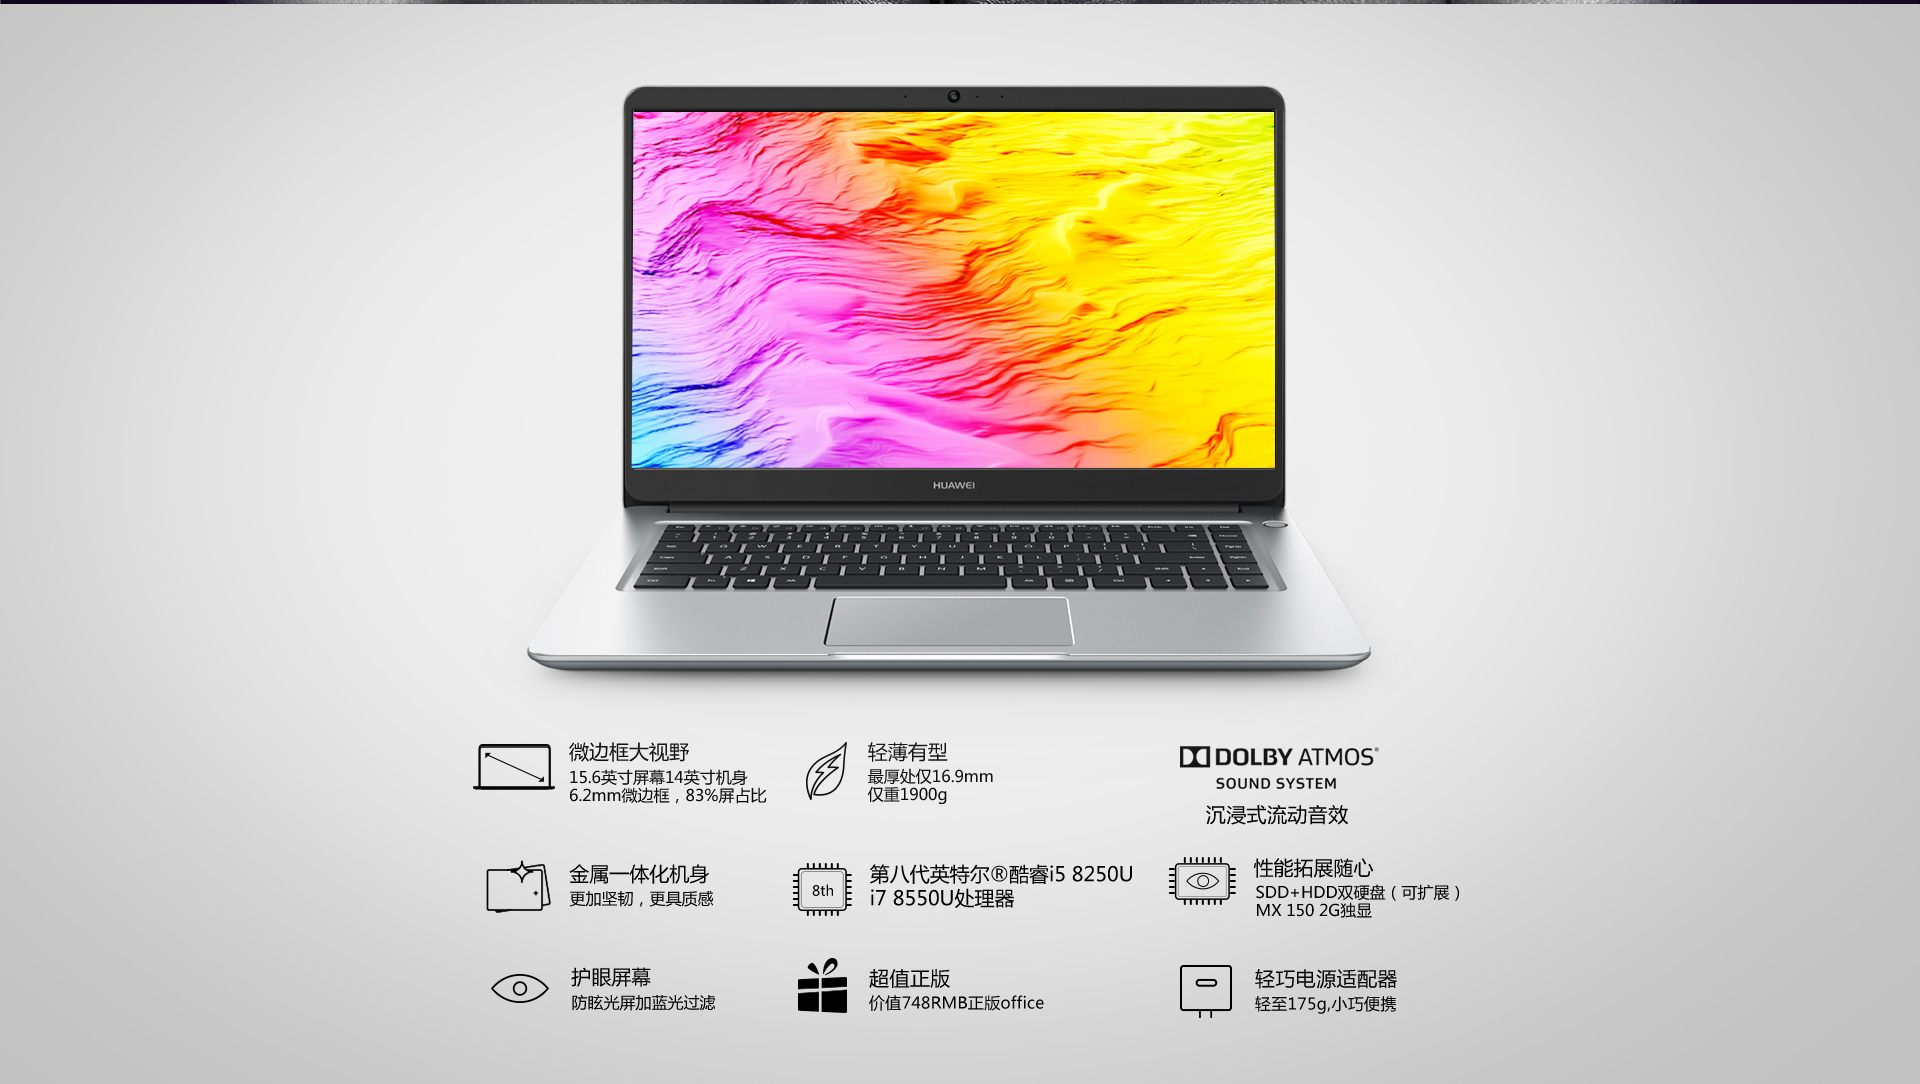 HUAWEI
微边框大视野
15.6英寸屏幕14英寸机身
6.2mm微边框，83%屏占比
轻薄有型
最厚处仅16.9mm
仅重1900g
DOLBY ATMOS®
SOUND SYSTEM
沉浸式流动音效
金属一体化机身
更加坚韧，更具质感
8th
第八代英特尔®酷睿i5 8250U
i7 8550U处理器
性能拓展随心
SDD+HDD双硬盘（可扩展）
MX 150 2G独显
护眼屏幕
防眩光屏加蓝光过滤
超值正版
价值748RMB正版office
轻巧电源适配器
轻至175g,小巧便携